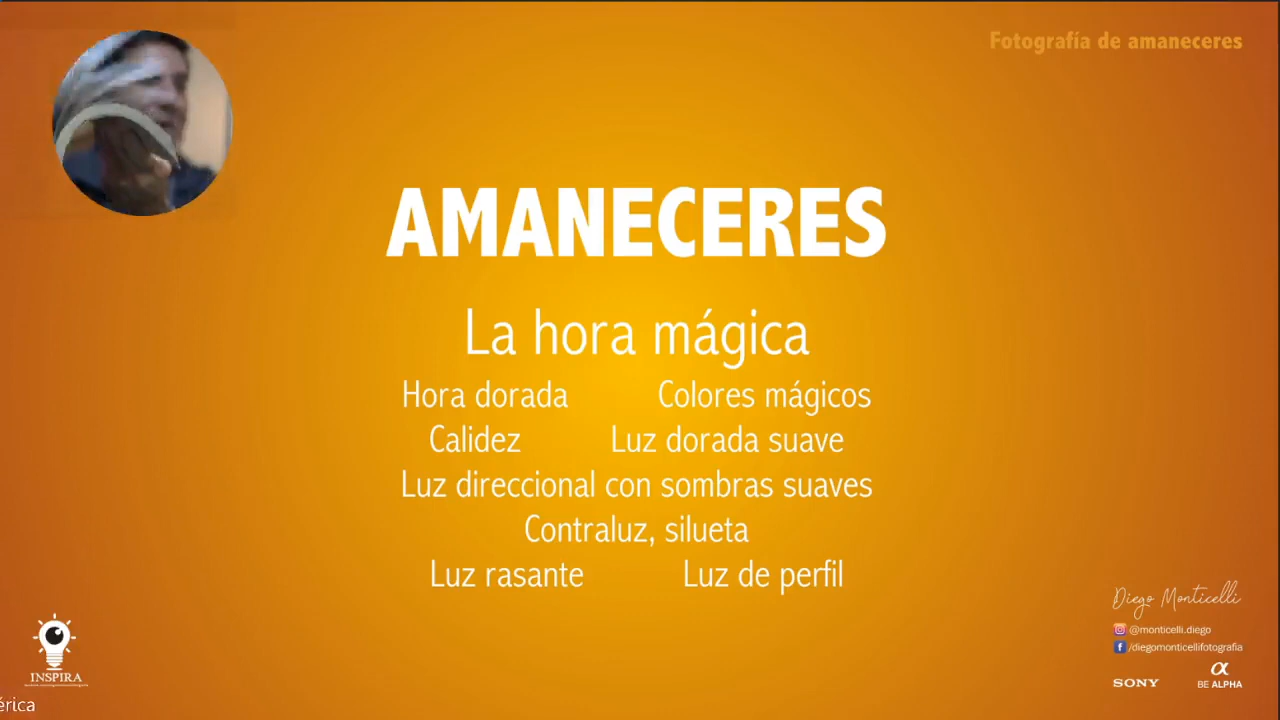 Fotografía de amaneceres
AMANECERES
La hora mágica
Hora dorada Colores mágicos
Calidez Luz dorada suave
Luz direccional con sombras suaves
Contraluz, silueta
Luz rasante Luz de perfil
Diego Monticelli
@monticelli.diego
/diegomonticellifotografia
SONY α
BE ALPHA
INSPIRA
érica